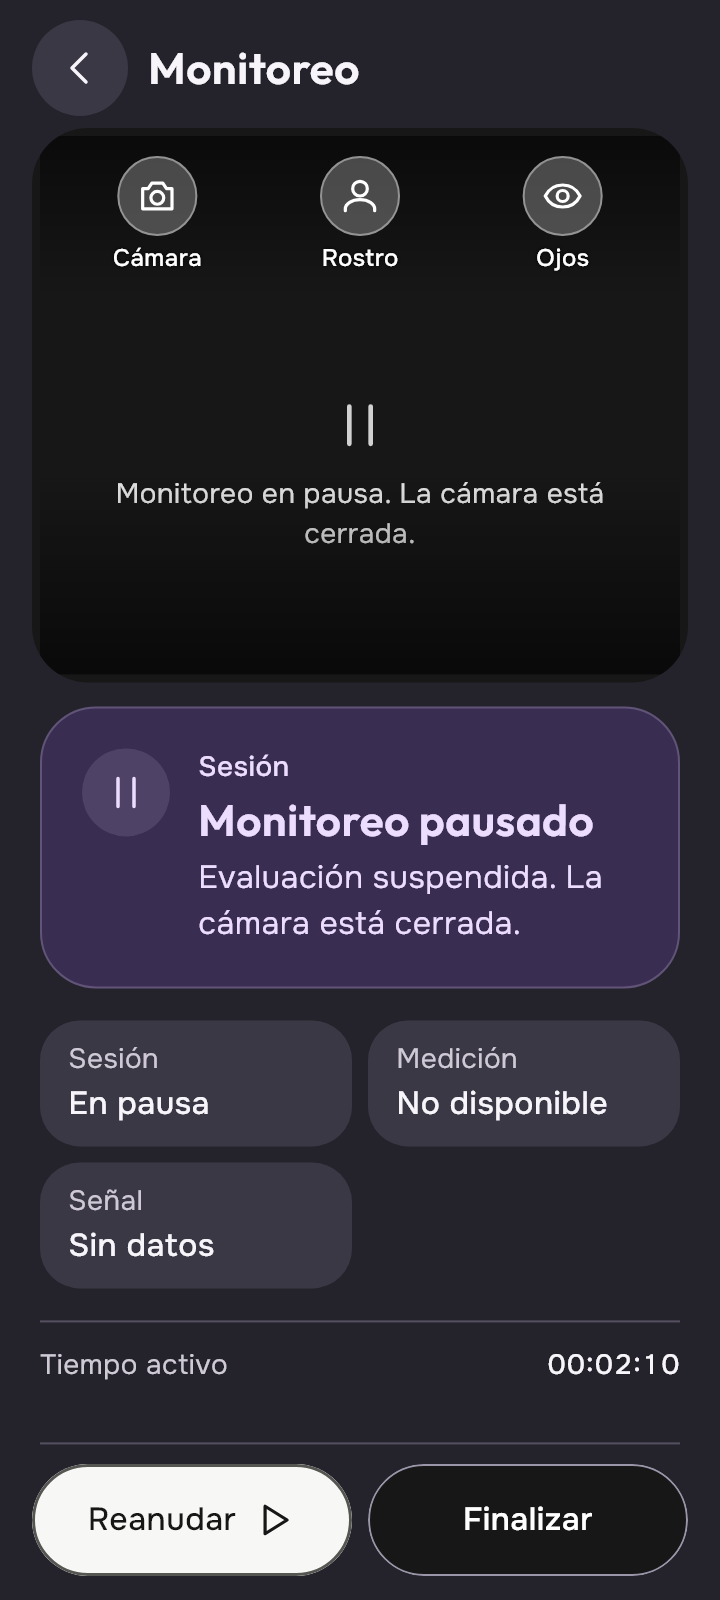 Monitoreo
Cámara
Rostro
Ojos
Monitoreo en pausa. La cámara está
cerrada.
Sesión
Monitoreo pausado
Evaluación suspendida. La
cámara está cerrada.
Sesión
En pausa
Medición
No disponible
Señal
Sin datos
Tiempo activo
00:02:10
Reanudar
Finalizar